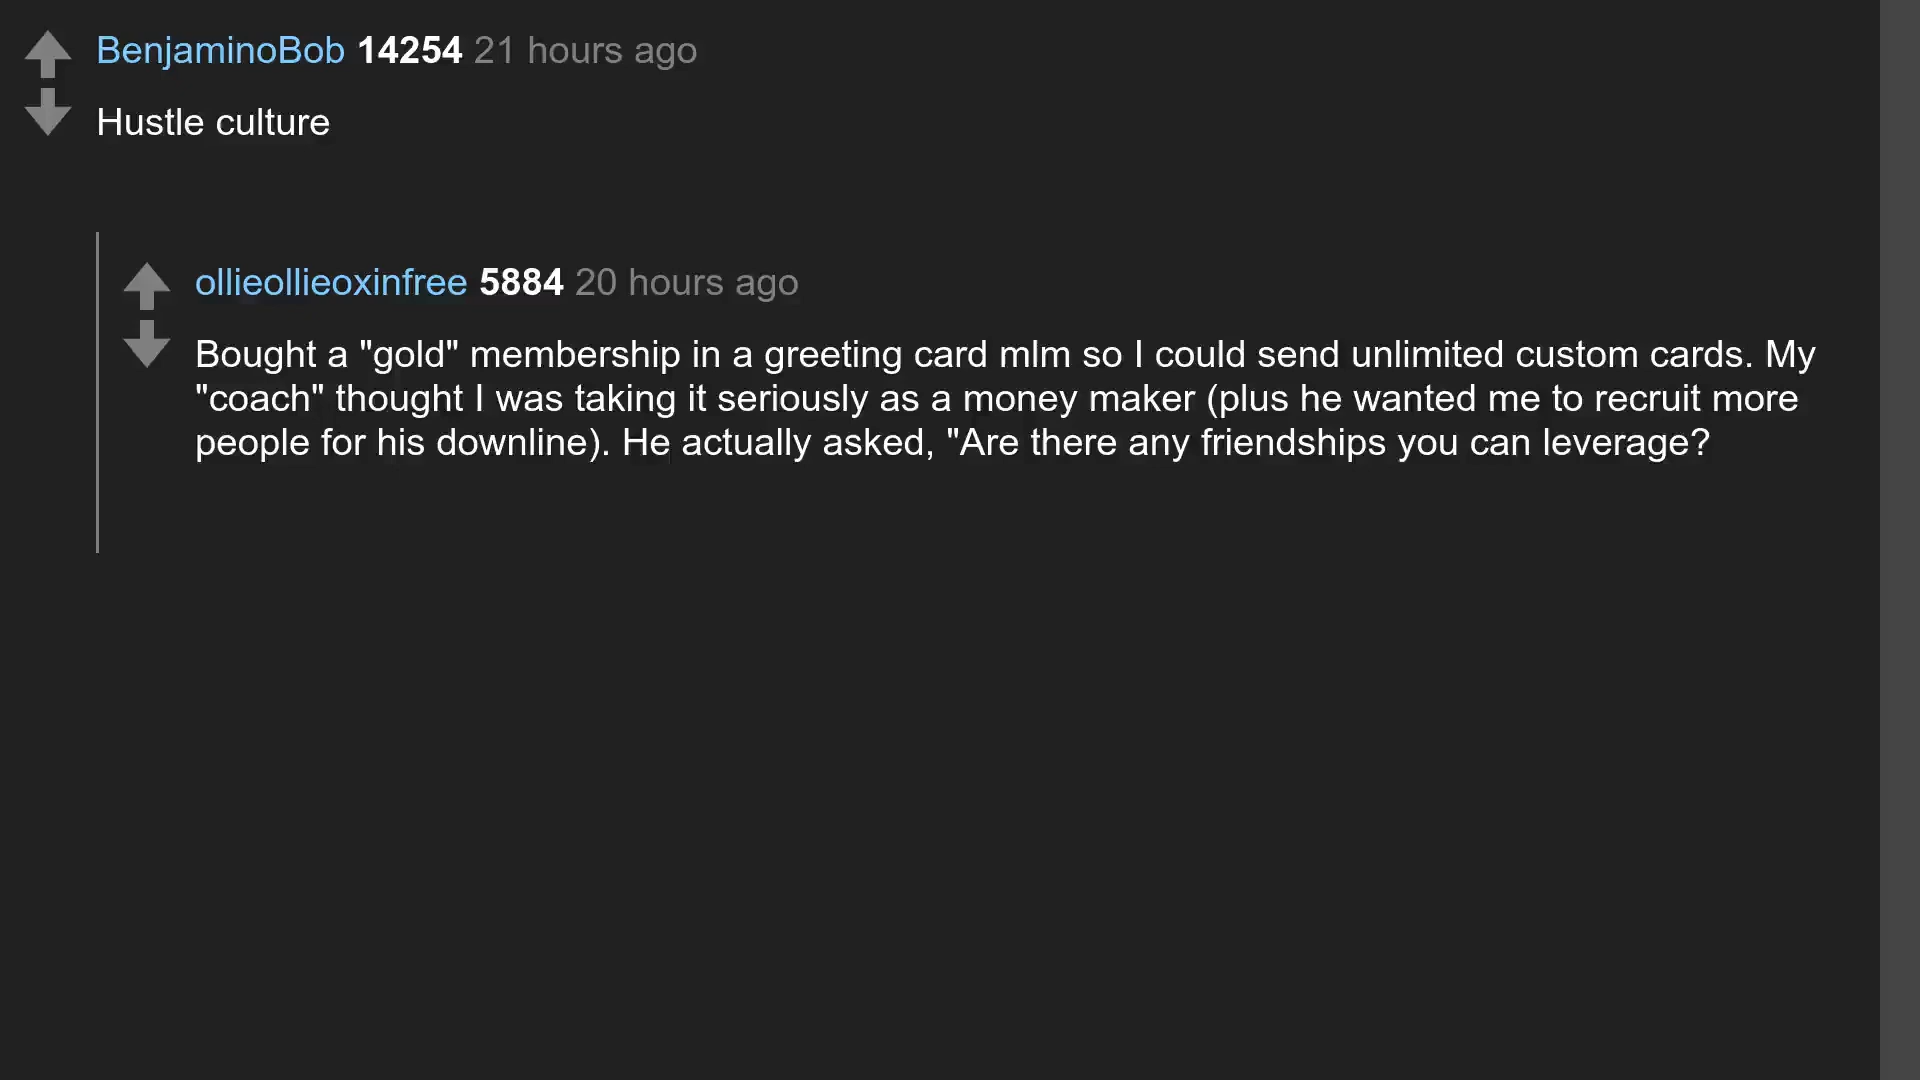 BenjaminoBob 14254 21 hours ago
Hustle culture
ollieollieoxinfree 5884 20 hours ago
Bought a "gold" membership in a greeting card mlm so I could send unlimited custom cards. My
"coach" thought I was taking it seriously as a money maker (plus he wanted me to recruit more
people for his downline). He actually asked, "Are there any friendships you can leverage?